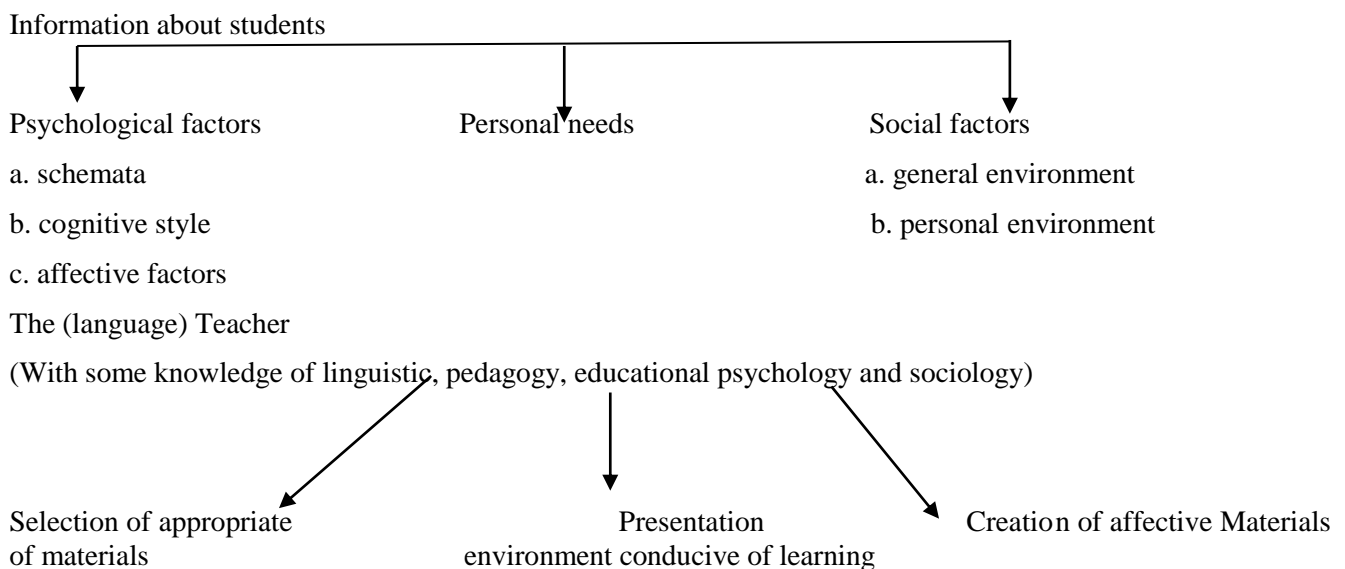 Information about students
Psychological factors Personal needs Social factors
a. schemata a. general environment
b. cognitive style b. personal environment
c. affective factors
The (language) Teacher
(With some knowledge of linguistic, pedagogy, educational psychology and sociology)
Selection of appropriate Presentation Creation of affective Materials
of materials environment conducive of learning